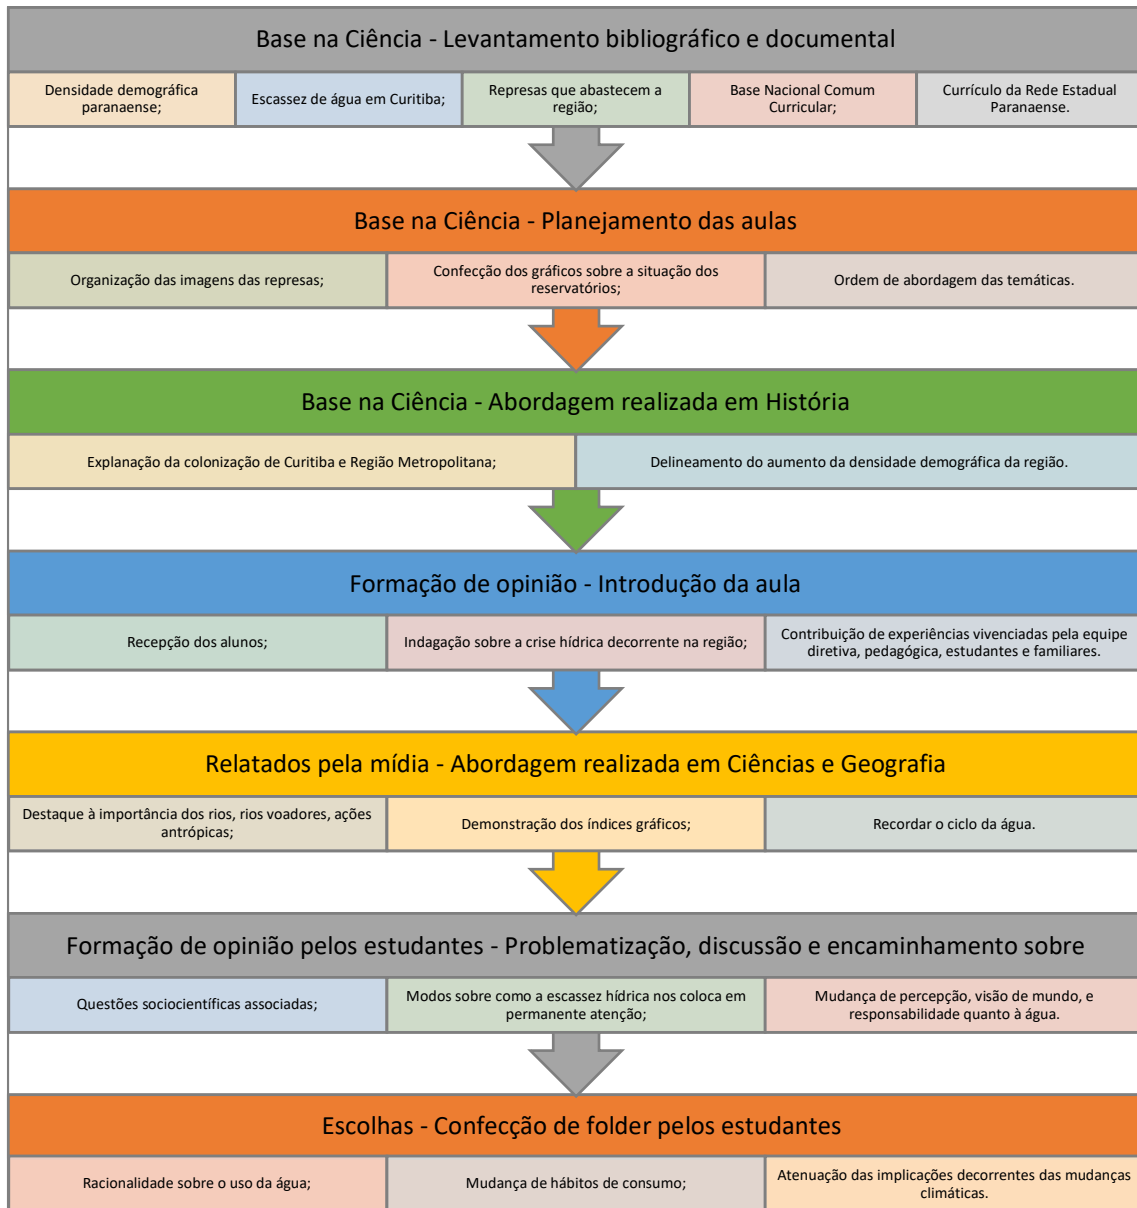 Base na Ciência - Levantamento bibliográfico e documental
Densidade demográfica
paranaense;
Escassez de água em Curitiba;
Represas que abastecem a
região;
Base Nacional Comum
Curricular;
Currículo da Rede Estadual
Paranaense.
Base na Ciência - Planejamento das aulas
Organização das imagens das represas;
Confecção dos gráficos sobre a situação dos
reservatórios;
Ordem de abordagem das temáticas.
Base na Ciência - Abordagem realizada em História
Explanação da colonização de Curitiba e Região Metropolitana;
Delineamento do aumento da densidade demográfica da região.
Formação de opinião - Introdução da aula
Recepção dos alunos;
Indagação sobre a crise hídrica decorrente na região;
Contribuição de experiências vivenciadas pela equipe
diretiva, pedagógica, estudantes e familiares.
Relatados pela mídia - Abordagem realizada em Ciências e Geografia
Destaque à importância dos rios, rios voadores, ações
antrópicas;
Demonstração dos índices gráficos;
Recordar o ciclo da água.
Formação de opinião pelos estudantes - Problematização, discussão e encaminhamento sobre
Questões sociocientíficas associadas;
Modos sobre como a escassez hídrica nos coloca em
permanente atenção;
Mudança de percepção, visão de mundo, e
responsabilidade quanto à água.
Escolhas - Confecção de folder pelos estudantes
Racionalidade sobre o uso da água;
Mudança de hábitos de consumo;
Atenuação das implicações decorrentes das mudanças
climáticas.